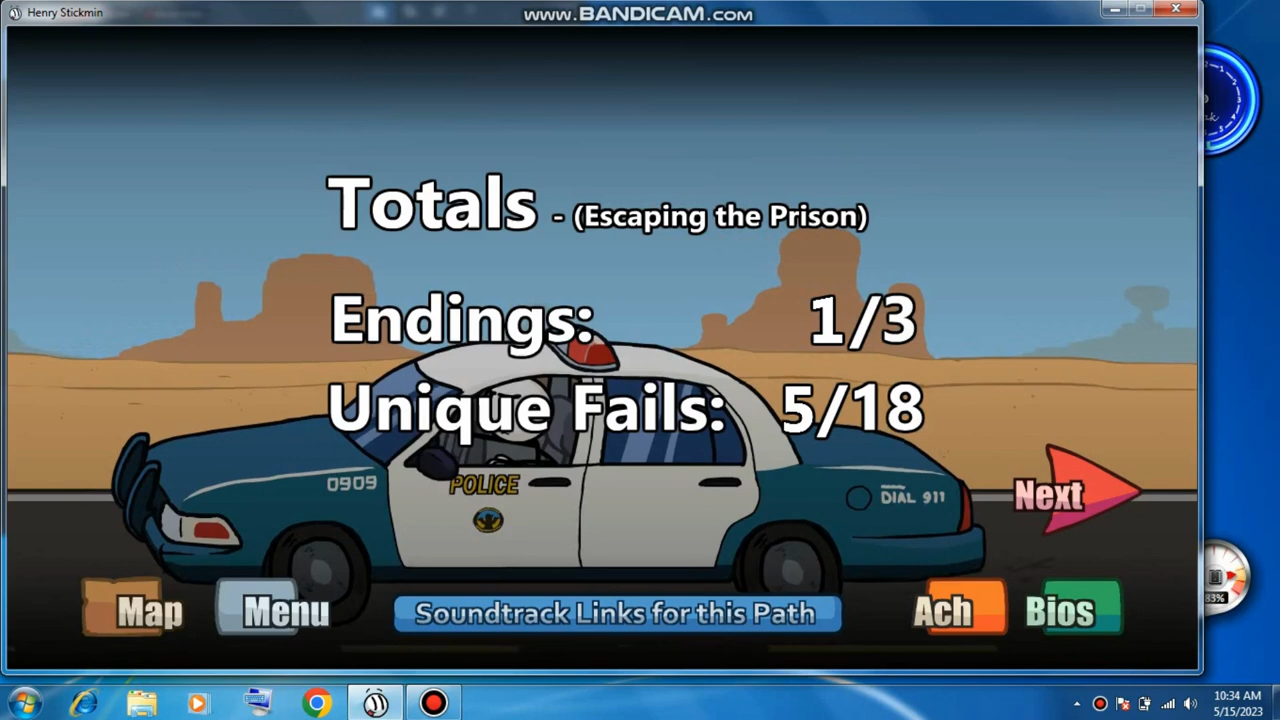 Henry Stickmin
www.BANDICAM.com
Totals - (Escaping the Prison)
Endings: 1/3
Unique Fails: 5/18
0909
POLICE
DIAL 911
Next
Map
Menu
Soundtrack Links for this Path
Ach
Bios
83%
10:34 AM
5/15/2023